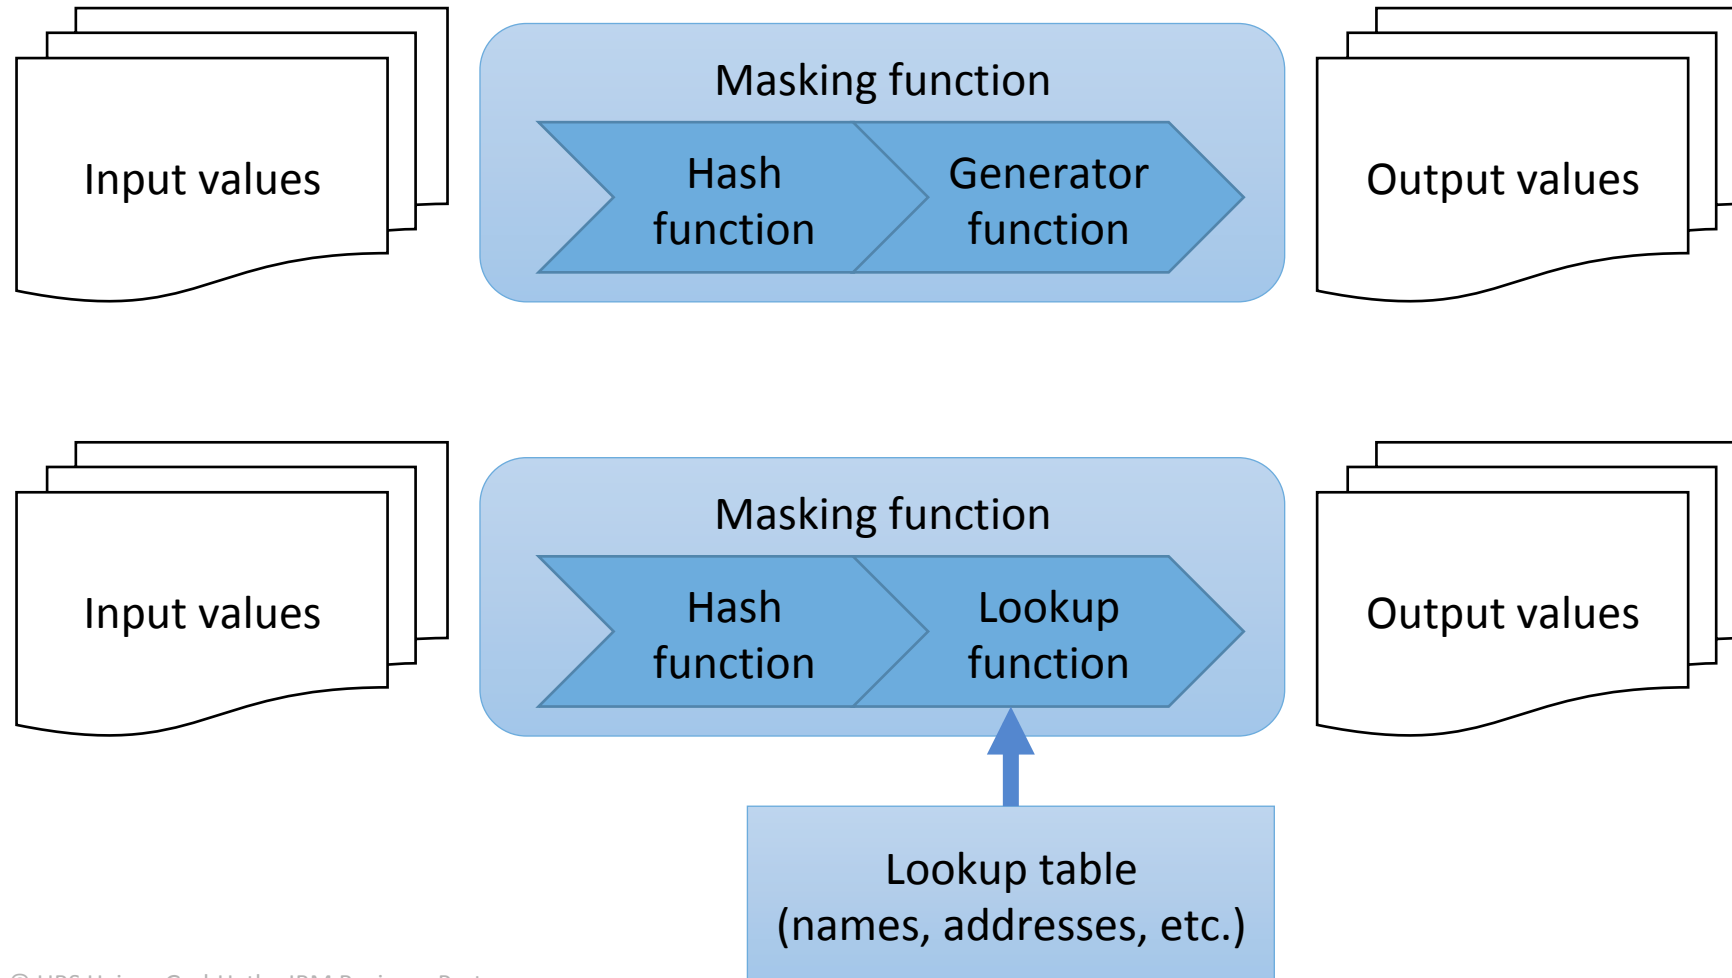 Masking function
Input values
Hash
function
Generator
function
Output values
Masking function
Input values
Hash
function
Lookup
function
Output values
Lookup table
(names, addresses, etc.)